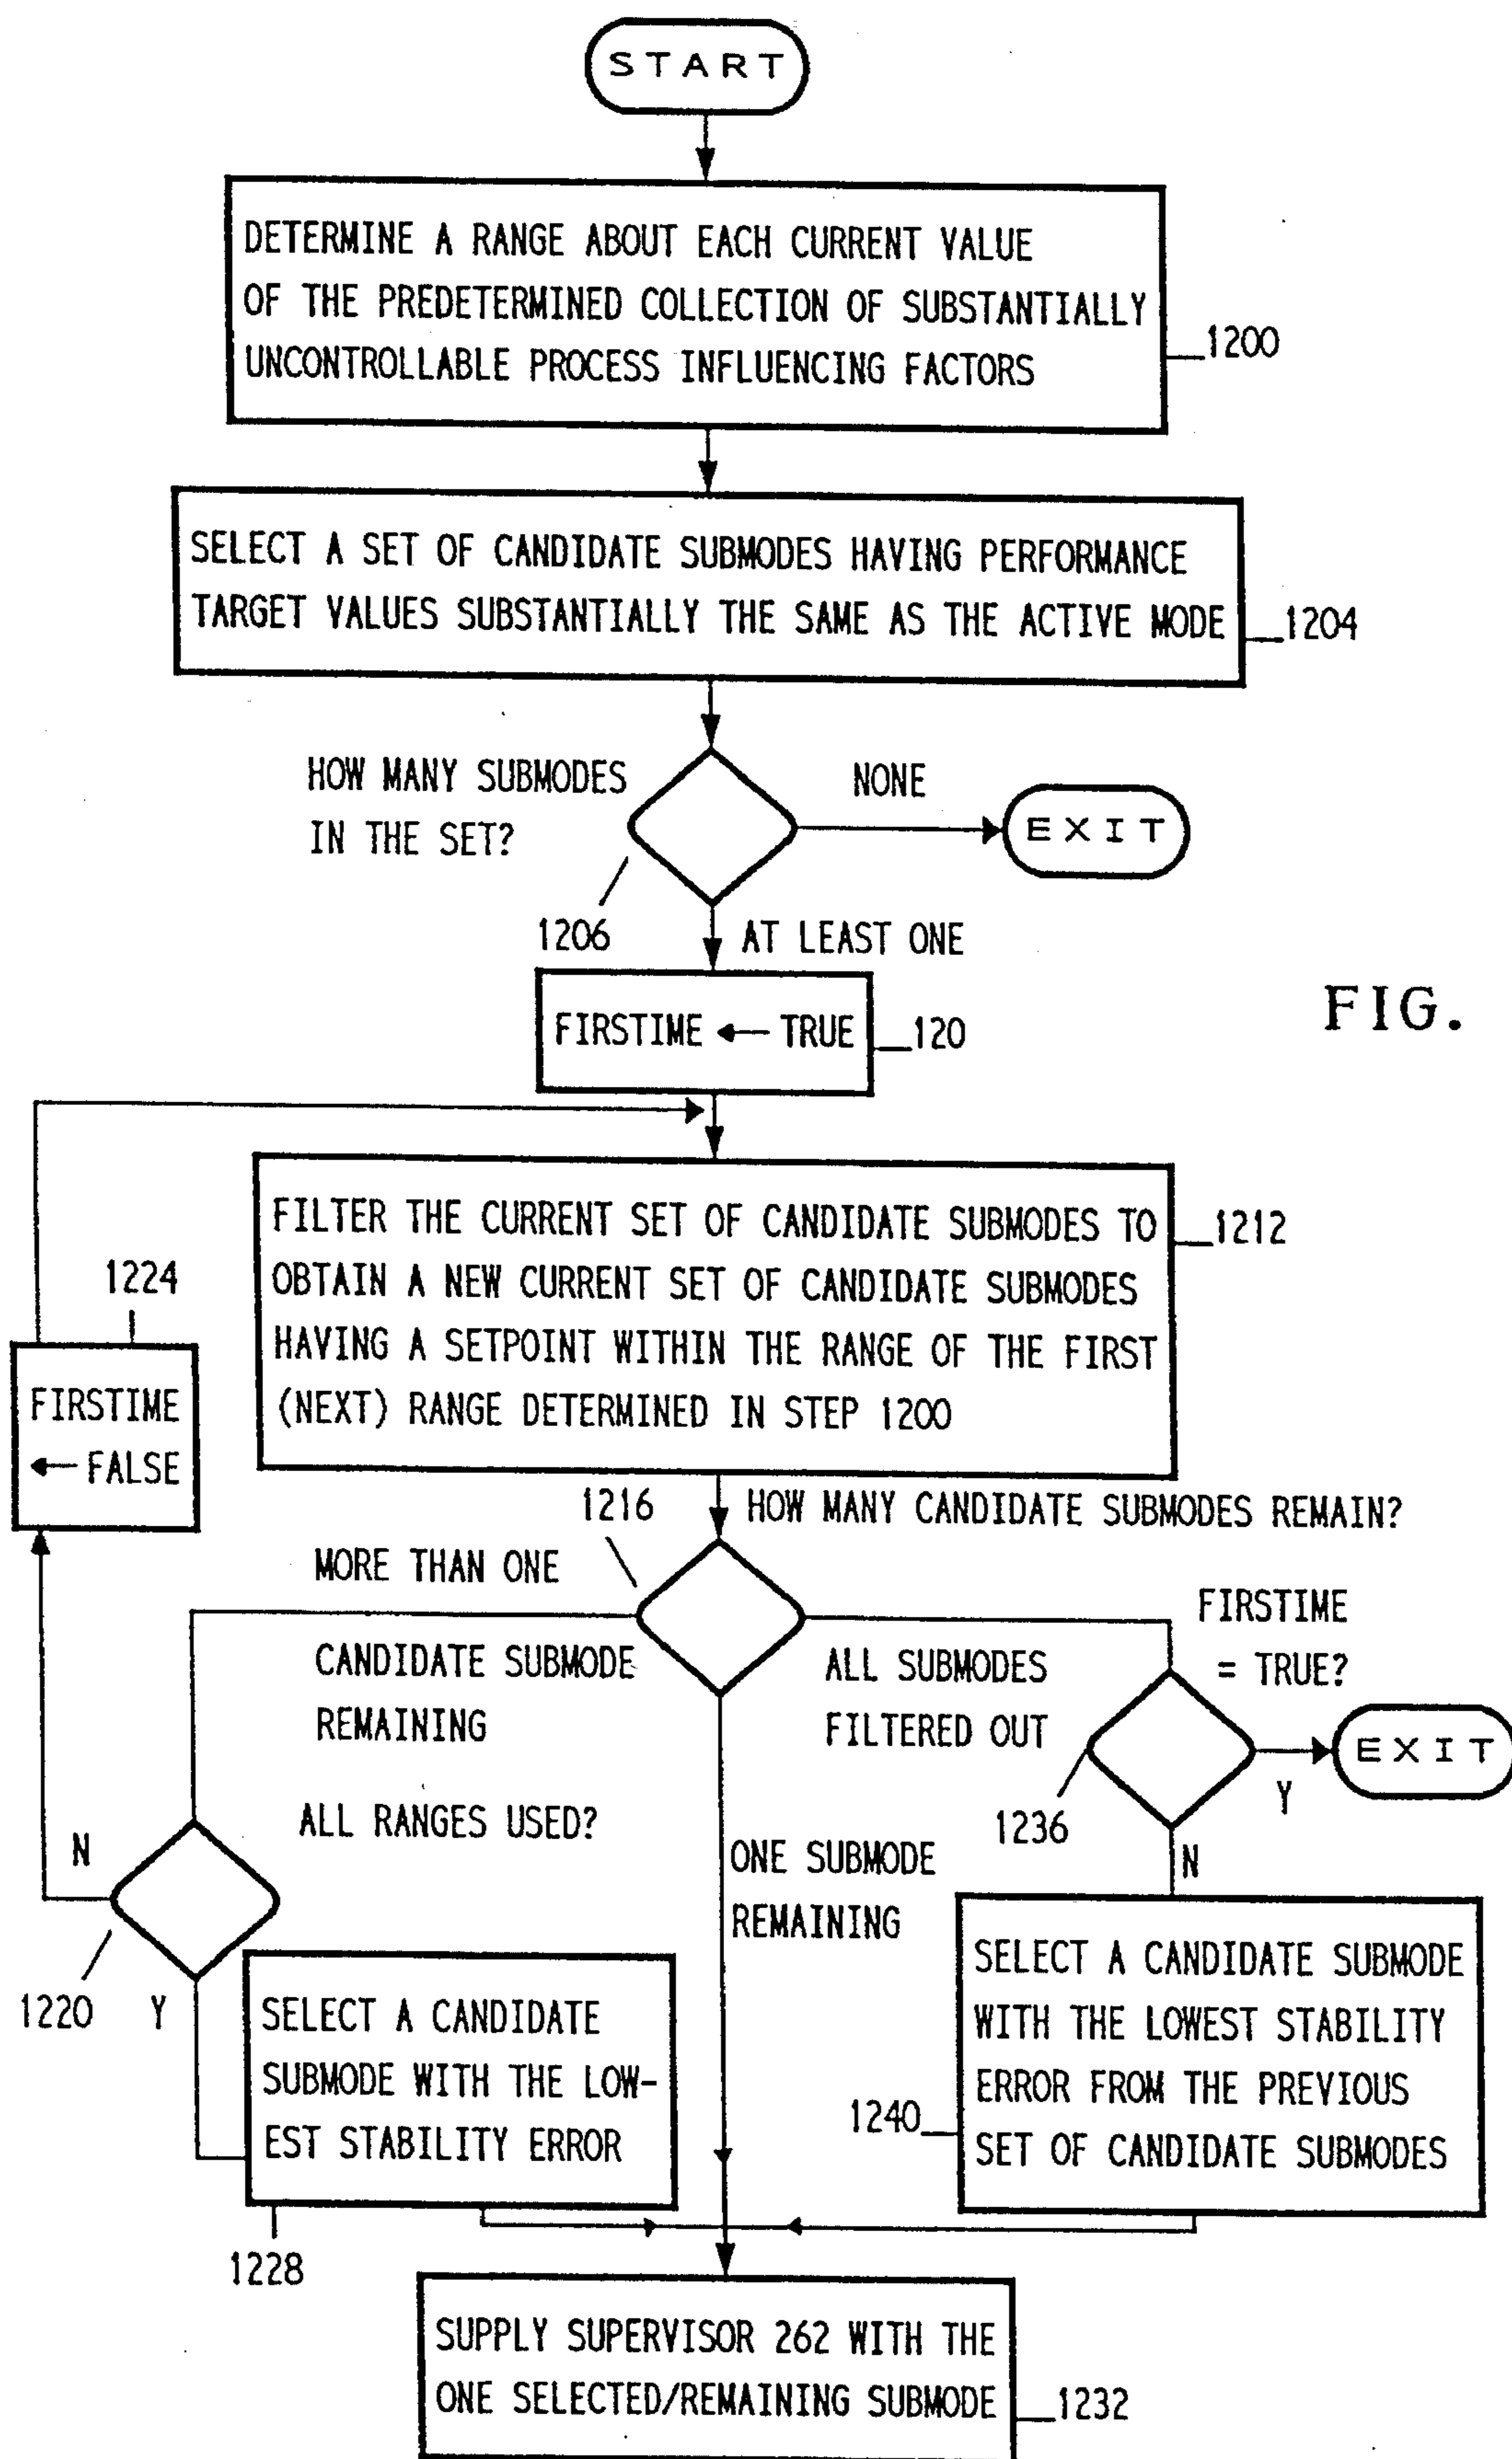 START
DETERMINE A RANGE ABOUT EACH CURRENT VALUE
OF THE PREDETERMINED COLLECTION OF SUBSTANTIALLY
UNCONTROLLABLE PROCESS INFLUENCING FACTORS
1200
SELECT A SET OF CANDIDATE SUBMODES HAVING PERFORMANCE
TARGET VALUES SUBSTANTIALLY THE SAME AS THE ACTIVE MODE
1204
HOW MANY SUBMODES
IN THE SET?
NONE
EXIT
1206
AT LEAST ONE
FIRSTIME ← TRUE
120
FIG.
FILTER THE CURRENT SET OF CANDIDATE SUBMODES TO
OBTAIN A NEW CURRENT SET OF CANDIDATE SUBMODES
HAVING A SETPOINT WITHIN THE RANGE OF THE FIRST
(NEXT) RANGE DETERMINED IN STEP 1200
1212
1224
FIRSTIME
← FALSE
1216
HOW MANY CANDIDATE SUBMODES REMAIN?
MORE THAN ONE
CANDIDATE SUBMODE
REMAINING
ALL SUBMODES
FILTERED OUT
FIRSTIME
= TRUE?
EXIT
Y
1236
N
ALL RANGES USED?
N
1220
Y
ONE SUBMODE
REMAINING
SELECT A CANDIDATE
SUBMODE WITH THE LOW-
EST STABILITY ERROR
1228
SELECT A CANDIDATE SUBMODE
WITH THE LOWEST STABILITY
ERROR FROM THE PREVIOUS
SET OF CANDIDATE SUBMODES
1240
SUPPLY SUPERVISOR 262 WITH THE
ONE SELECTED/REMAINING SUBMODE
1232